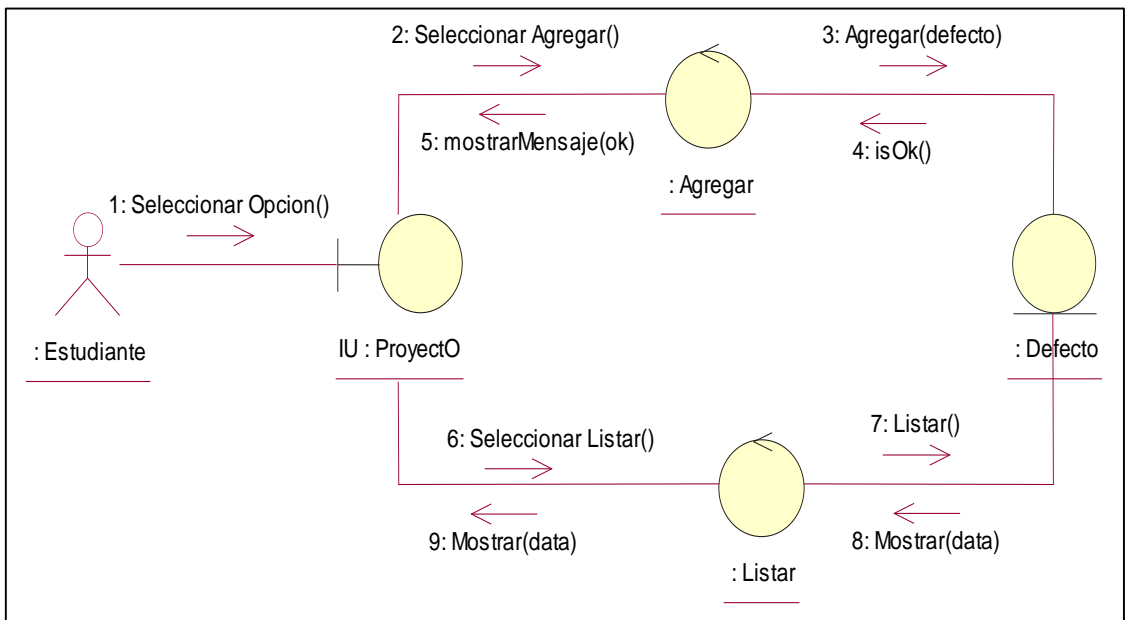 2: Seleccionar Agregar()
3: Agregar(defecto)
5: mostrarMensaje(ok)
4: isOk()
: Agregar
1: Seleccionar Opcion()
: Estudiante
IU : ProyectO
: Defecto
6: Seleccionar Listar()
7: Listar()
9: Mostrar(data)
8: Mostrar(data)
: Listar